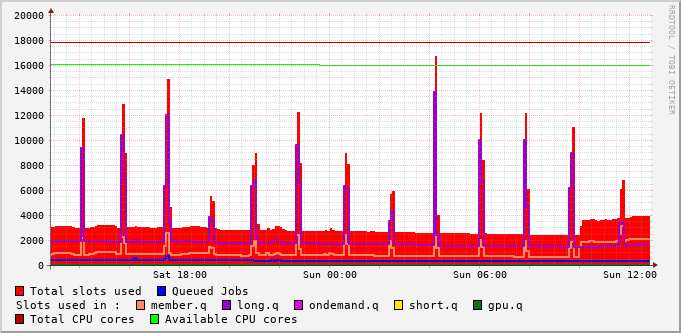 20000
18000
16000
14000
12000
10000
8000
6000
4000
2000
0
Sat 18:00 Sun 00:00 Sun 06:00 Sun 12:00
RRDTOOL / TOBI OETIKER
Total slots used Queued Jobs
Slots used in : member.q long.q ondemand.q short.q gpu.q
Total CPU cores Available CPU cores